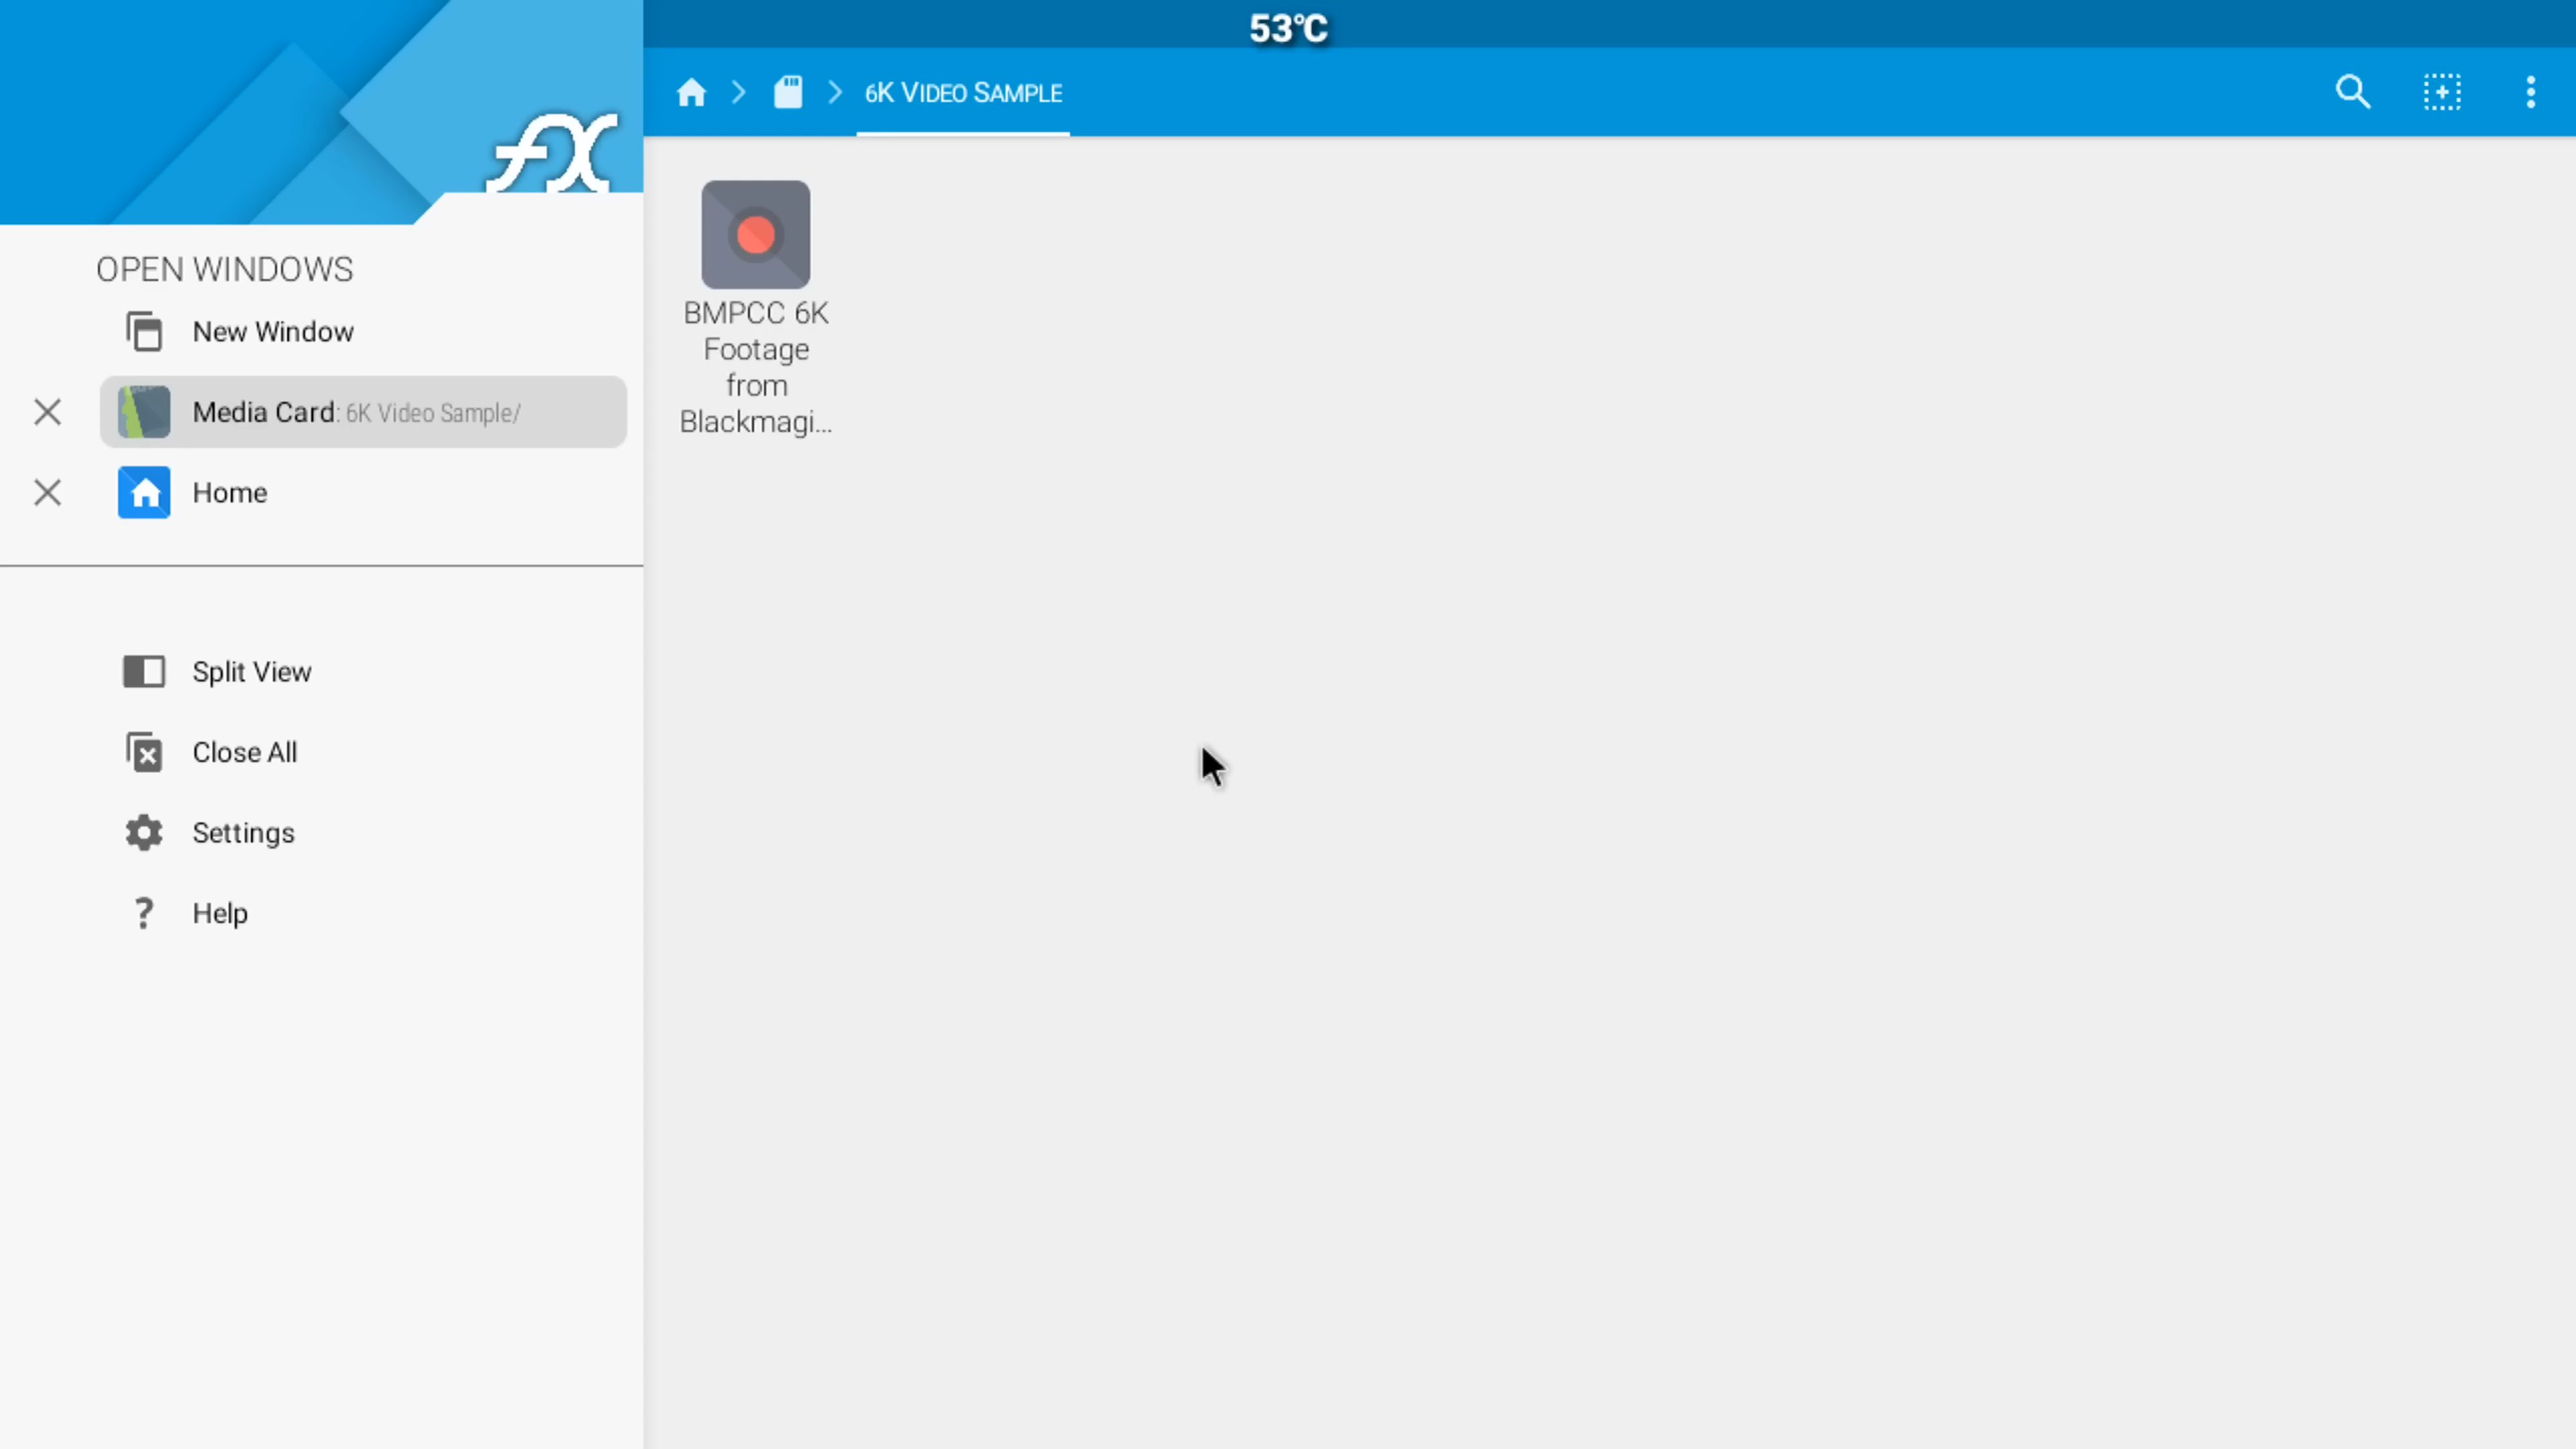 53°C
fX
6K VIDEO SAMPLE
OPEN WINDOWS
New Window
Media Card: 6K Video Sample/
Home
Split View
Close All
Settings
? Help
BMPCC 6K
Footage
from
Blackmagi...